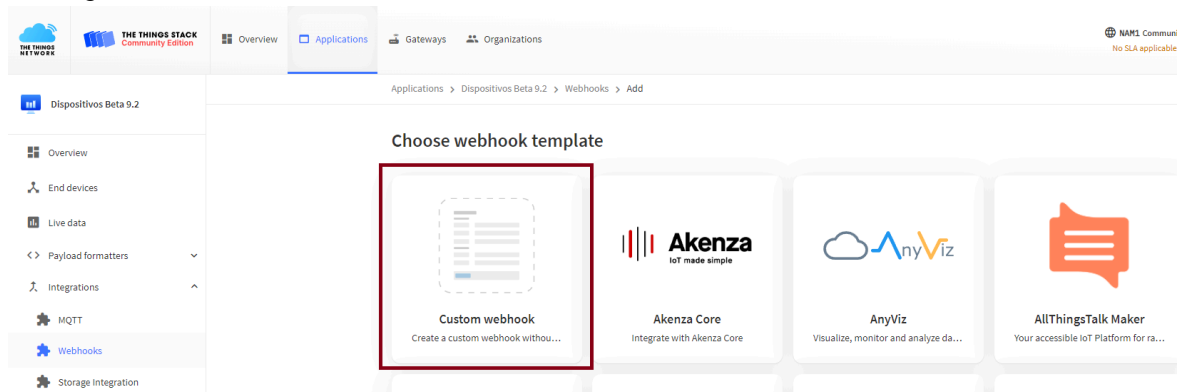 THE THINGS
NETWORK
THE THINGS STACK
Community Edition
Overview
Applications
Gateways
Organizations
NAM1 Communi
No SLA applicable
Dispositivos Beta 9.2
Applications > Dispositivos Beta 9.2 > Webhooks > Add
Overview
End devices
Live data
Payload formatters
Integrations
MQTT
Webhooks
Storage Integration
Choose webhook template
Custom webhook
Create a custom webhook withou...
Akenza
IoT made simple
Akenza Core
Integrate with Akenza Core
AnyViz
AnyViz
Visualize, monitor and analyze da...
AllThingsTalk Maker
Your accessible IoT Platform for ra...